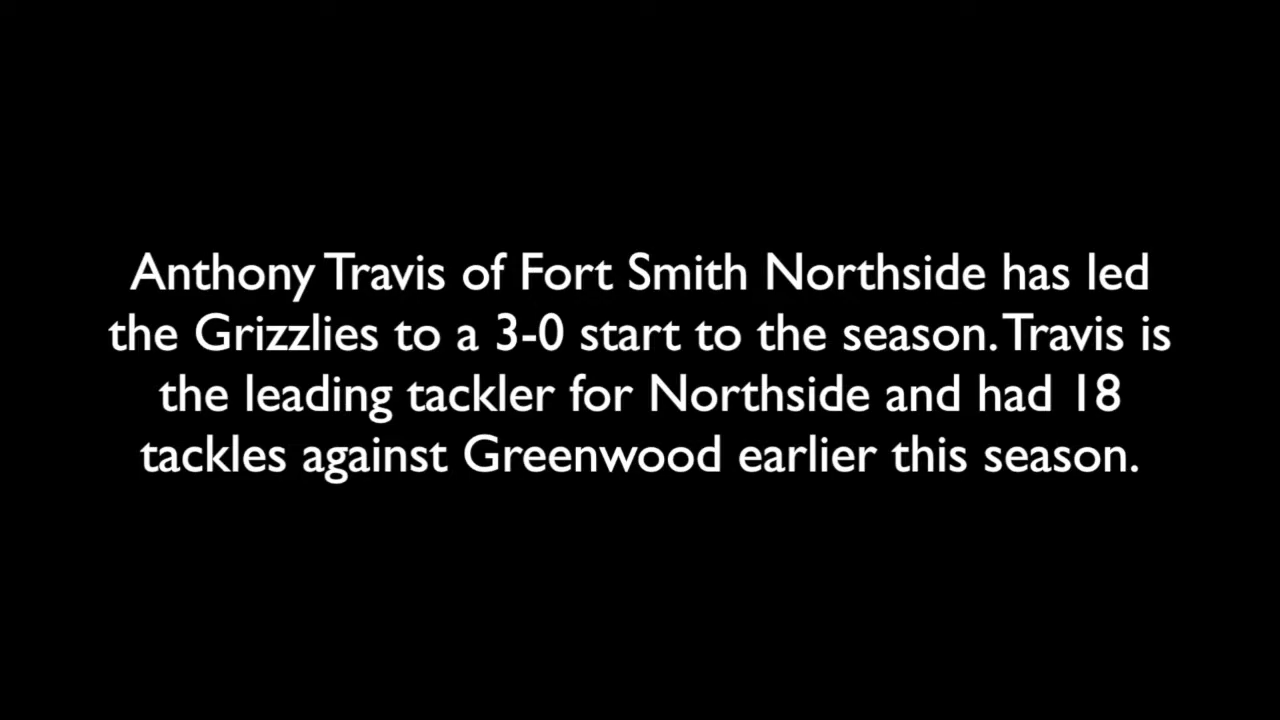 Anthony Travis of Fort Smith Northside has led
the Grizzlies to a 3-0 start to the season. Travis is
the leading tackler for Northside and had 18
tackles against Greenwood earlier this season.